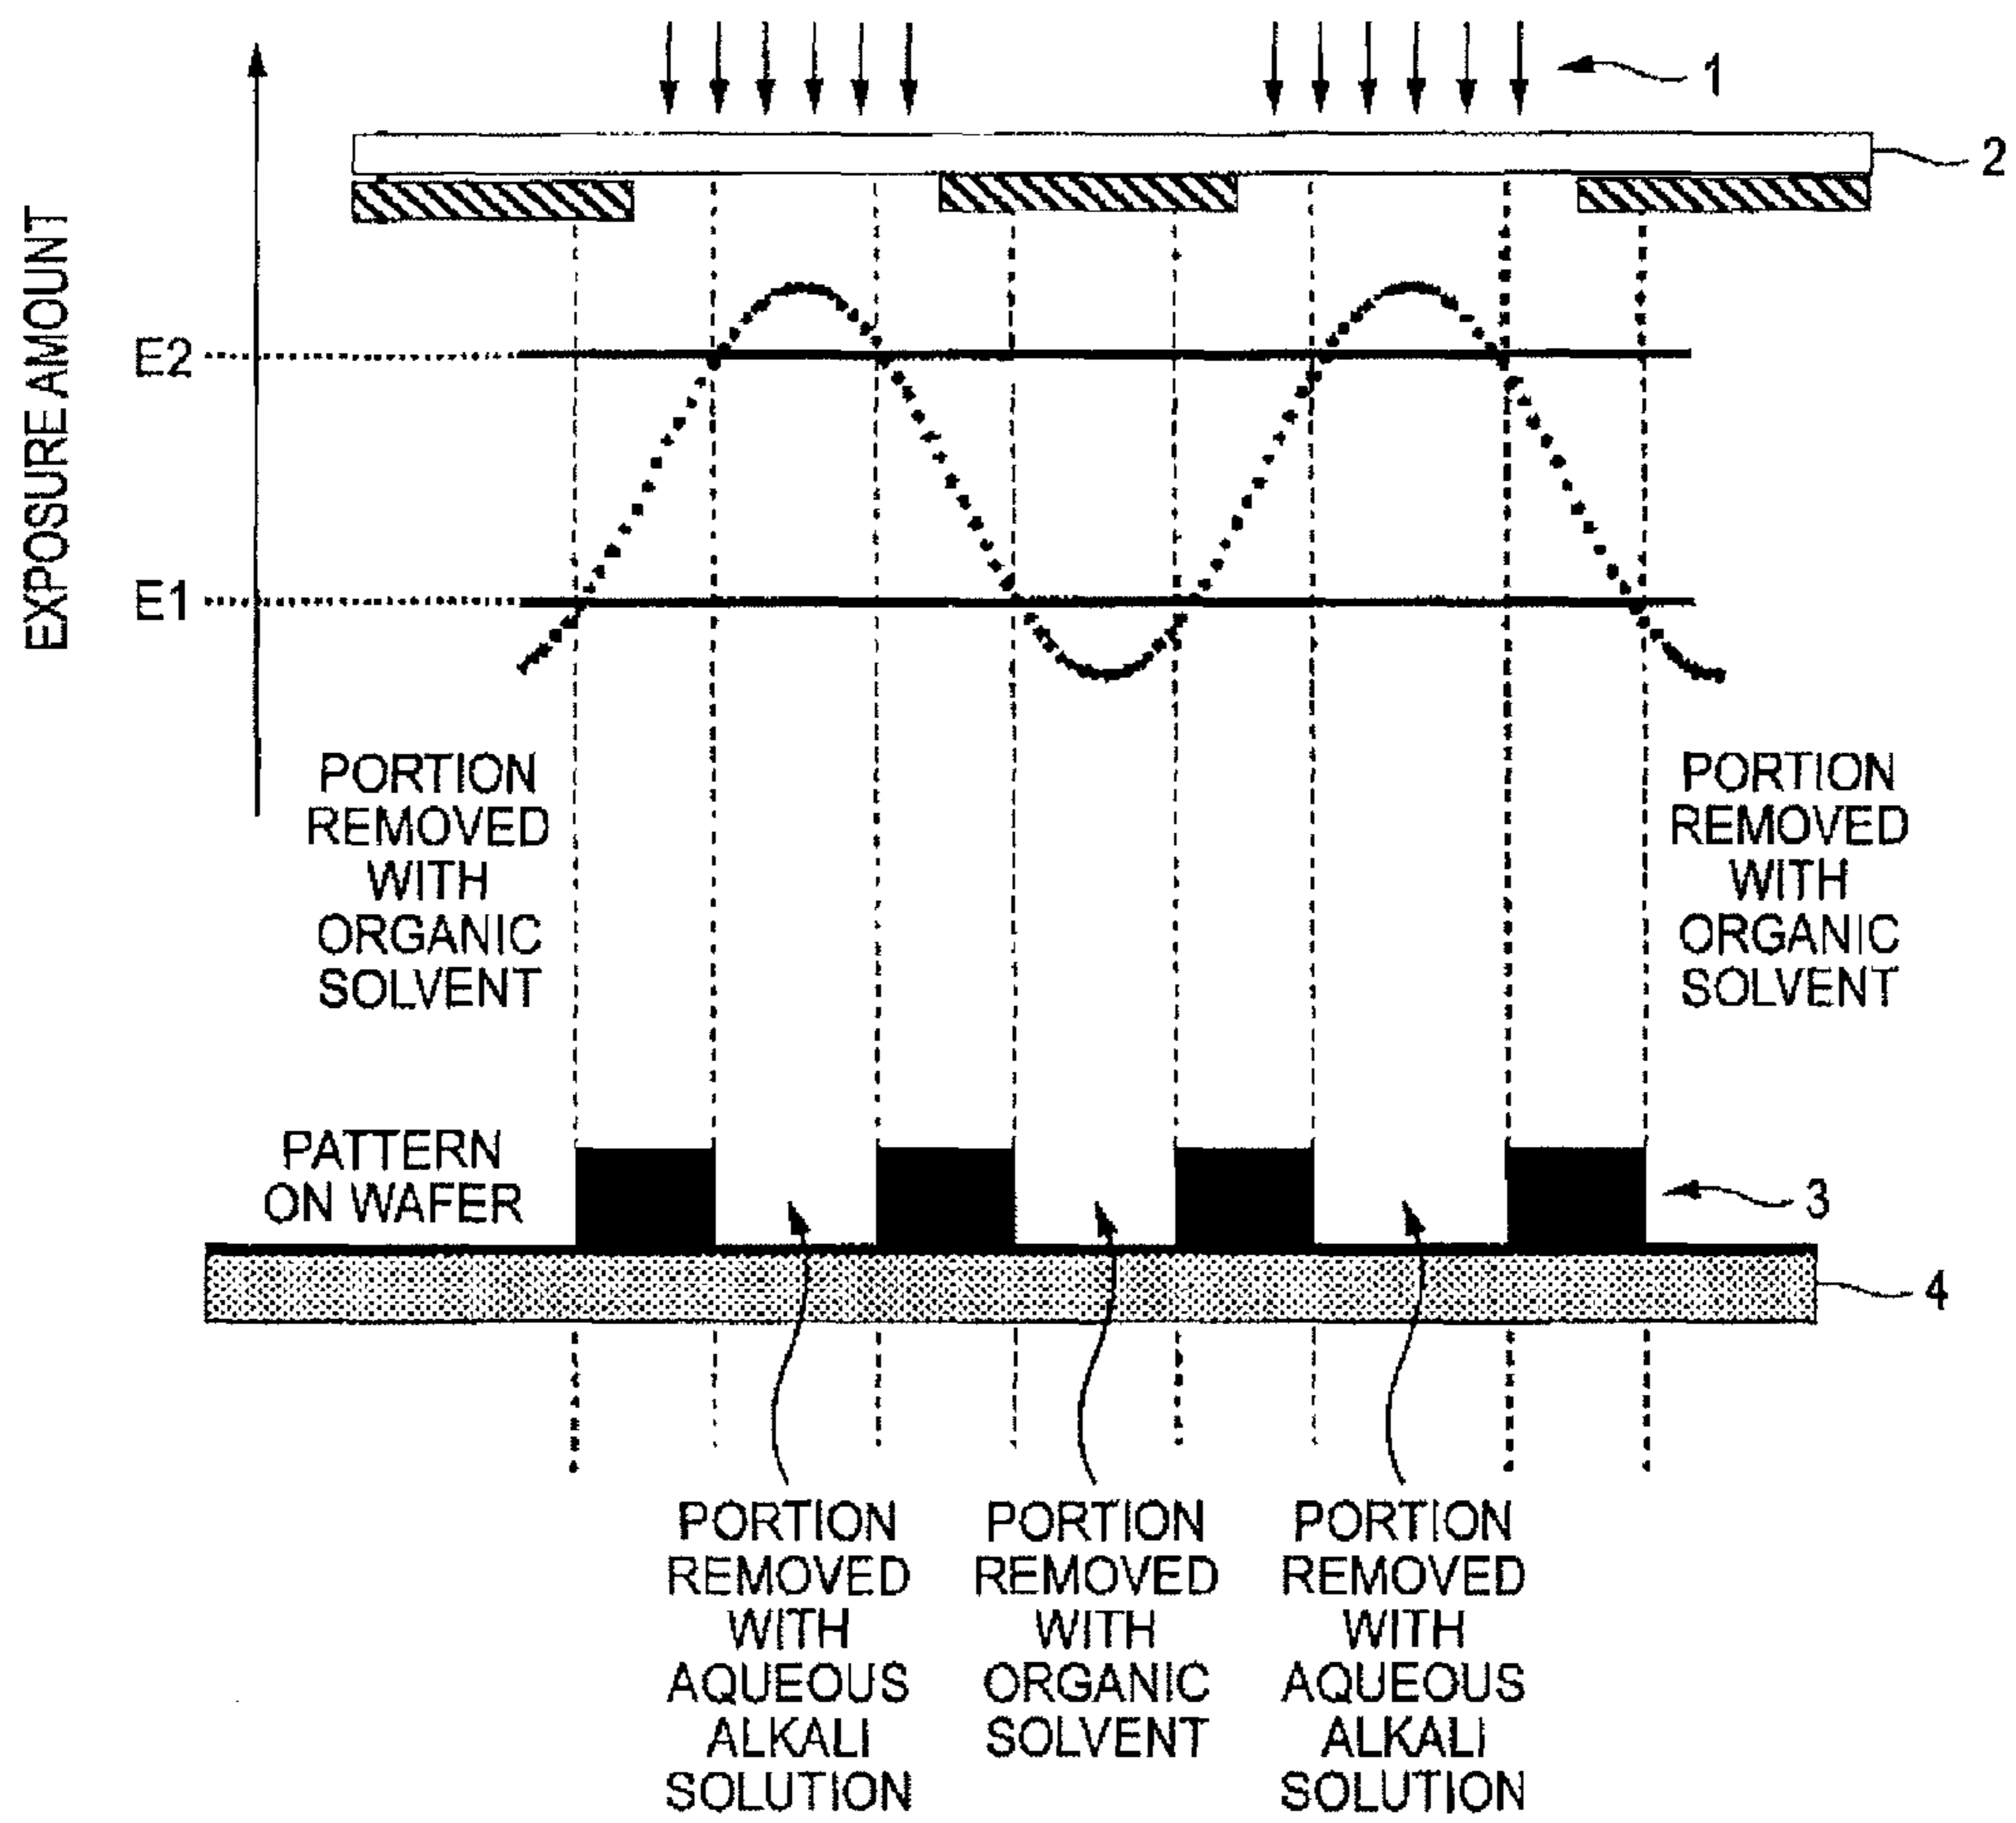 1
2
EXPOSURE AMOUNT
E2
E1
PORTION
REMOVED
WITH
ORGANIC
SOLVENT
PORTION
REMOVED
WITH
ORGANIC
SOLVENT
PATTERN
ON WAFER
3
4
PORTION
REMOVED
WITH
AQUEOUS
ALKALI
SOLUTION
PORTION
REMOVED
WITH
ORGANIC
SOLVENT
PORTION
REMOVED
WITH
AQUEOUS
ALKALI
SOLUTION